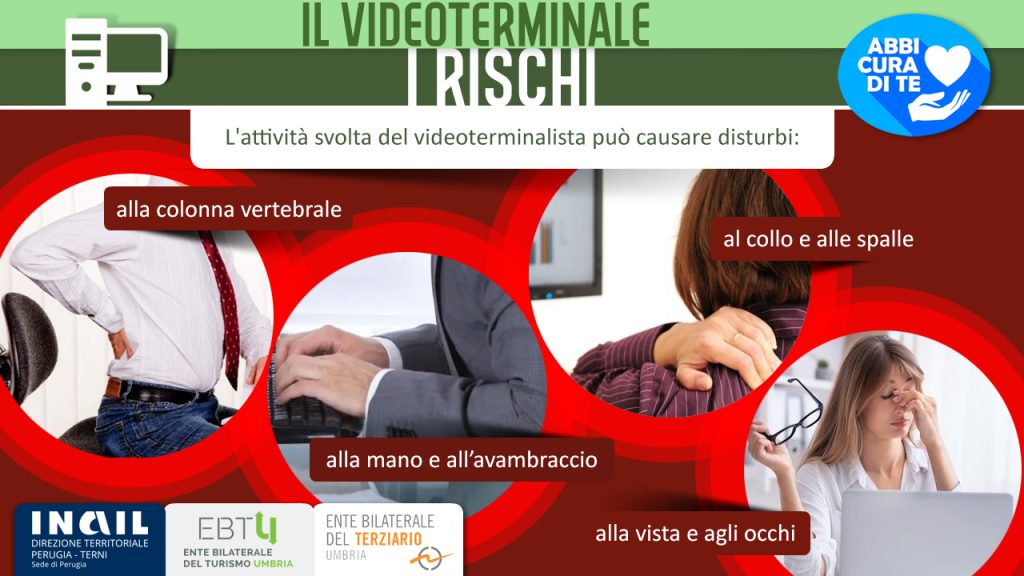 IL VIDEOTERMINALE
I RISCHI
ABBI
CURA
DI TE
L'attività svolta del videoterminalista può causare disturbi:
alla colonna vertebrale
al collo e alle spalle
alla mano e all’avambraccio
alla vista e agli occhi
INAIL
DIREZIONE TERRITORIALE
PERUGIA - TERNI
Sede di Perugia
EBT4
ENTE BILATERALE
DEL TURISMO UMBRIA
ENTE BILATERALE
DEL TERZIARIO
UMBRIA